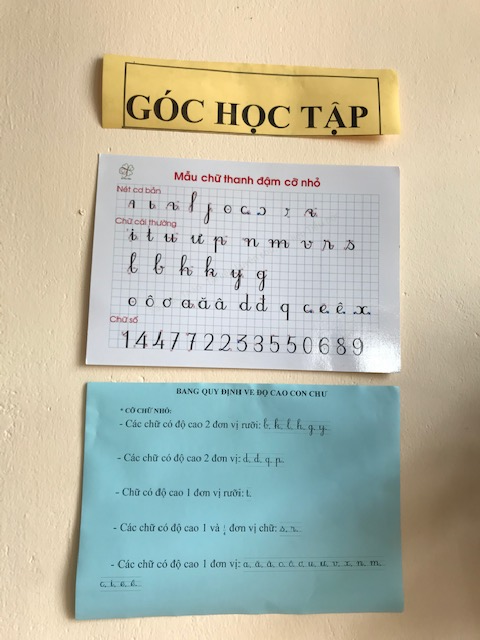 GÓC HỌC TẬP
Mẫu chữ thanh đậm cỡ nhỏ
Nét cơ bản
Chữ cái thường
i t u ư p n m v r s
l b h k y g
o ô ơ a ă â d đ q c e ê x
Chữ số
1 4 4 7 7 2 2 3 3 5 5 0 6 8 9
BẢNG QUY ĐỊNH VỀ ĐỘ CAO CON CHỮ
* CỠ CHỮ NHỎ:
- Các chữ có độ cao 2 đơn vị rưỡi: b, h, l, k, g, y.
- Các chữ có độ cao 2 đơn vị: d, đ, q, p.
- Chữ có độ cao 1 đơn vị rưỡi: t.
- Các chữ có độ cao 1 và ¼ đơn vị chữ: s, r.
- Các chữ có độ cao 1 đơn vị: a, ă, â, o, ô, ơ, u, ư, v, x, n, m,
c, i, e, ê.